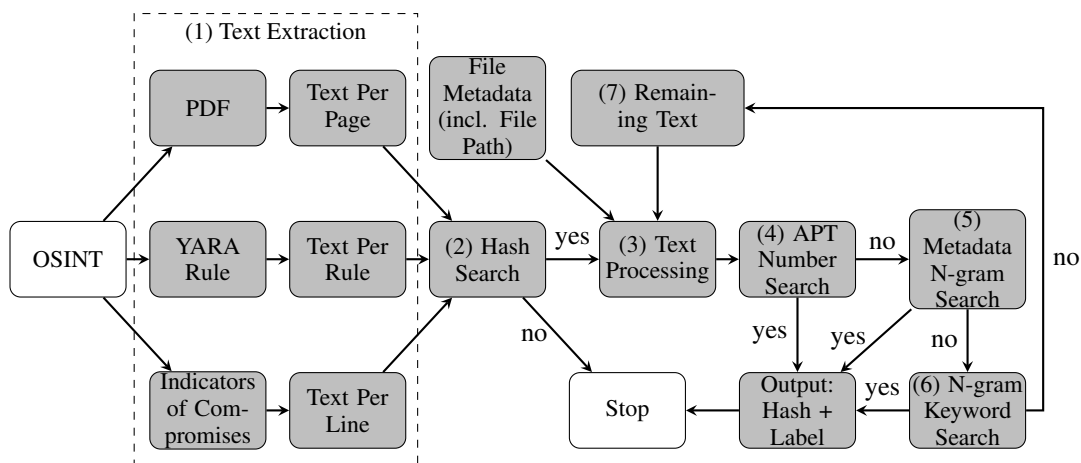 (1) Text Extraction
PDF
Text Per
Page
File
Metadata
(incl. File
Path)
(7) Remain-
ing Text
OSINT
YARA
Rule
Text Per
Rule
(2) Hash
Search
yes
(3) Text
Processing
(4) APT
Number
Search
no
(5)
Metadata
N-gram
Search
no
no
yes
yes
no
Indicators
of Com-
promises
Text Per
Line
Stop
Output:
Hash +
Label
yes
(6) N-gram
Keyword
Search